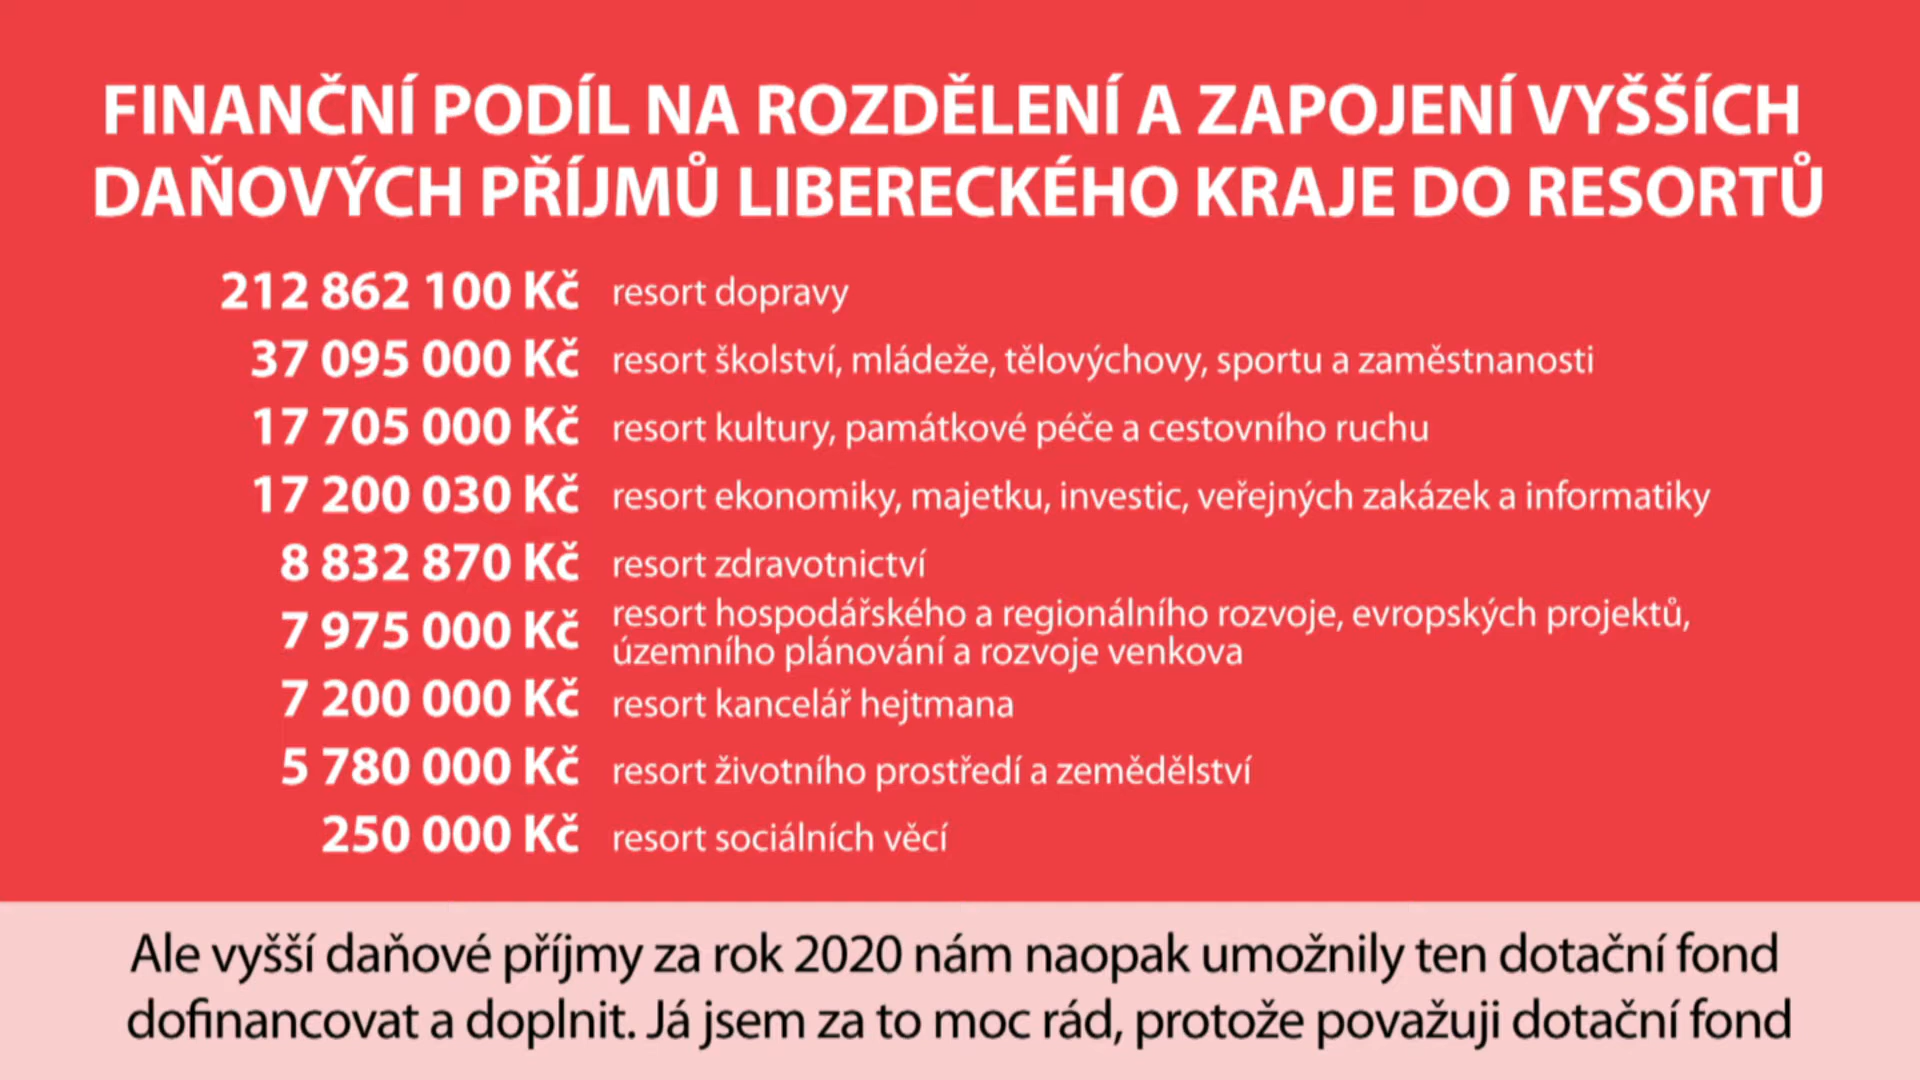 FINANČNÍ PODÍL NA ROZDĚLENÍ A ZAPOJENÍ VYŠŠÍCH
DAŇOVÝCH PŘÍJMŮ LIBERECKÉHO KRAJE DO RESORTŮ
212 862 100 Kč resort dopravy
37 095 000 Kč resort školství, mládeže, tělovýchovy, sportu a zaměstnanosti
17 705 000 Kč resort kultury, památkové péče a cestovního ruchu
17 200 030 Kč resort ekonomiky, majetku, investic, veřejných zakázek a informatiky
8 832 870 Kč resort zdravotnictví
7 975 000 Kč resort hospodářského a regionálního rozvoje, evropských projektů,
územního plánování a rozvoje venkova
7 200 000 Kč resort kancelář hejtmana
5 780 000 Kč resort životního prostředí a zemědělství
250 000 Kč resort sociálních věcí
Ale vyšší daňové příjmy za rok 2020 nám naopak umožnily ten dotační fond
dofinancovat a doplnit. Já jsem za to moc rád, protože považuji dotační fond